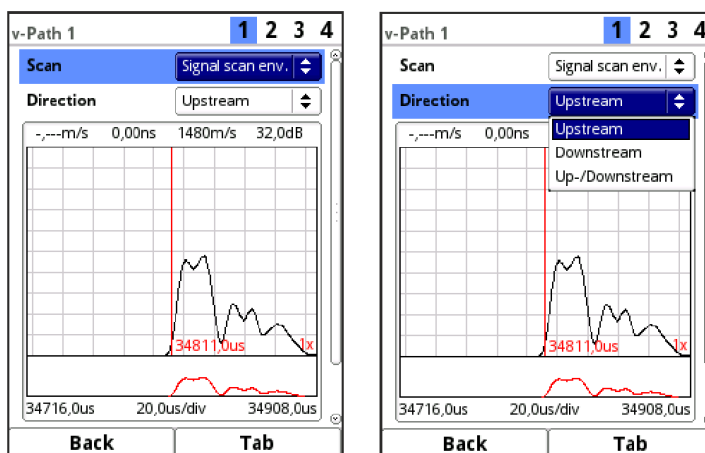 v-Path 1 1 2 3 4
Scan Signal scan env.
Direction Upstream
-,---m/s 0,00ns 1480m/s 32,0dB
34811,0us 1x
34716,0us 20,0us/div 34908,0us
Back Tab
v-Path 1 1 2 3 4
Scan Signal scan env.
Direction Upstream
Upstream
Downstream
Up-/Downstream
-,---m/s 0,00ns
34811,0us 1x
34716,0us 20,0us/div 34908,0us
Back Tab